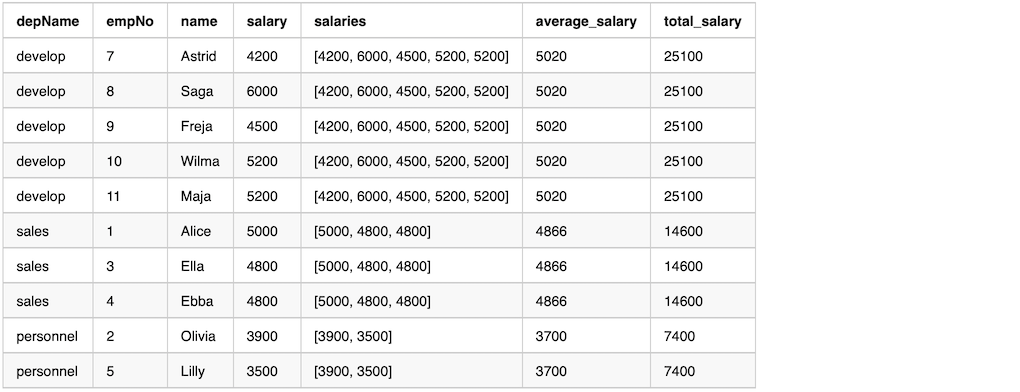 depName empNo name salary salaries average_salary total_salary
develop 7 Astrid 4200 [4200, 6000, 4500, 5200, 5200] 5020 25100
develop 8 Saga 6000 [4200, 6000, 4500, 5200, 5200] 5020 25100
develop 9 Freja 4500 [4200, 6000, 4500, 5200, 5200] 5020 25100
develop 10 Wilma 5200 [4200, 6000, 4500, 5200, 5200] 5020 25100
develop 11 Maja 5200 [4200, 6000, 4500, 5200, 5200] 5020 25100
sales 1 Alice 5000 [5000, 4800, 4800] 4866 14600
sales 3 Ella 4800 [5000, 4800, 4800] 4866 14600
sales 4 Ebba 4800 [5000, 4800, 4800] 4866 14600
personnel 2 Olivia 3900 [3900, 3500] 3700 7400
personnel 5 Lilly 3500 [3900, 3500] 3700 7400